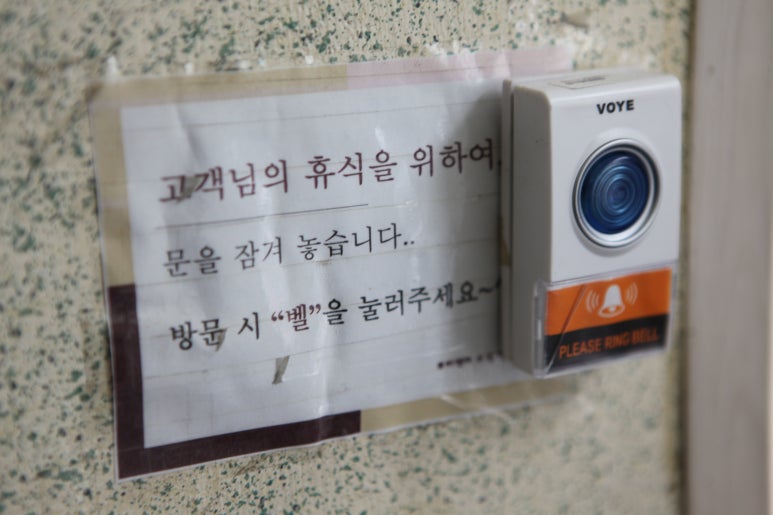 고객님의 휴식을 위하여.
문을 잠겨 놓습니다..
방문 시 “벨”을 눌러주세요~
VOYE
PLEASE RING BELL